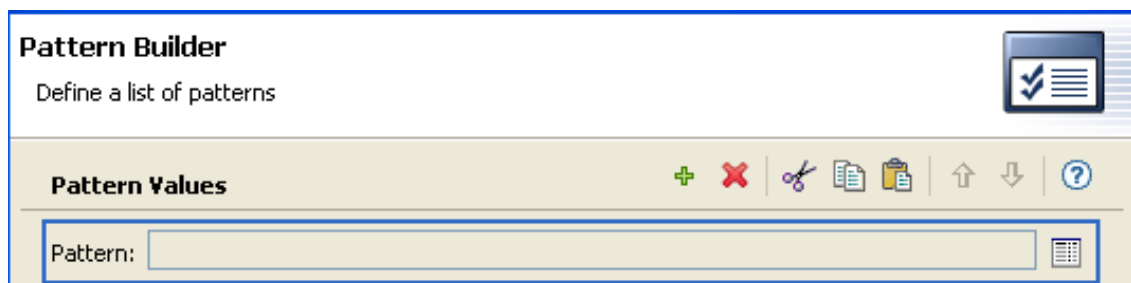 Pattern Builder
Define a list of patterns
Pattern Values
Pattern: